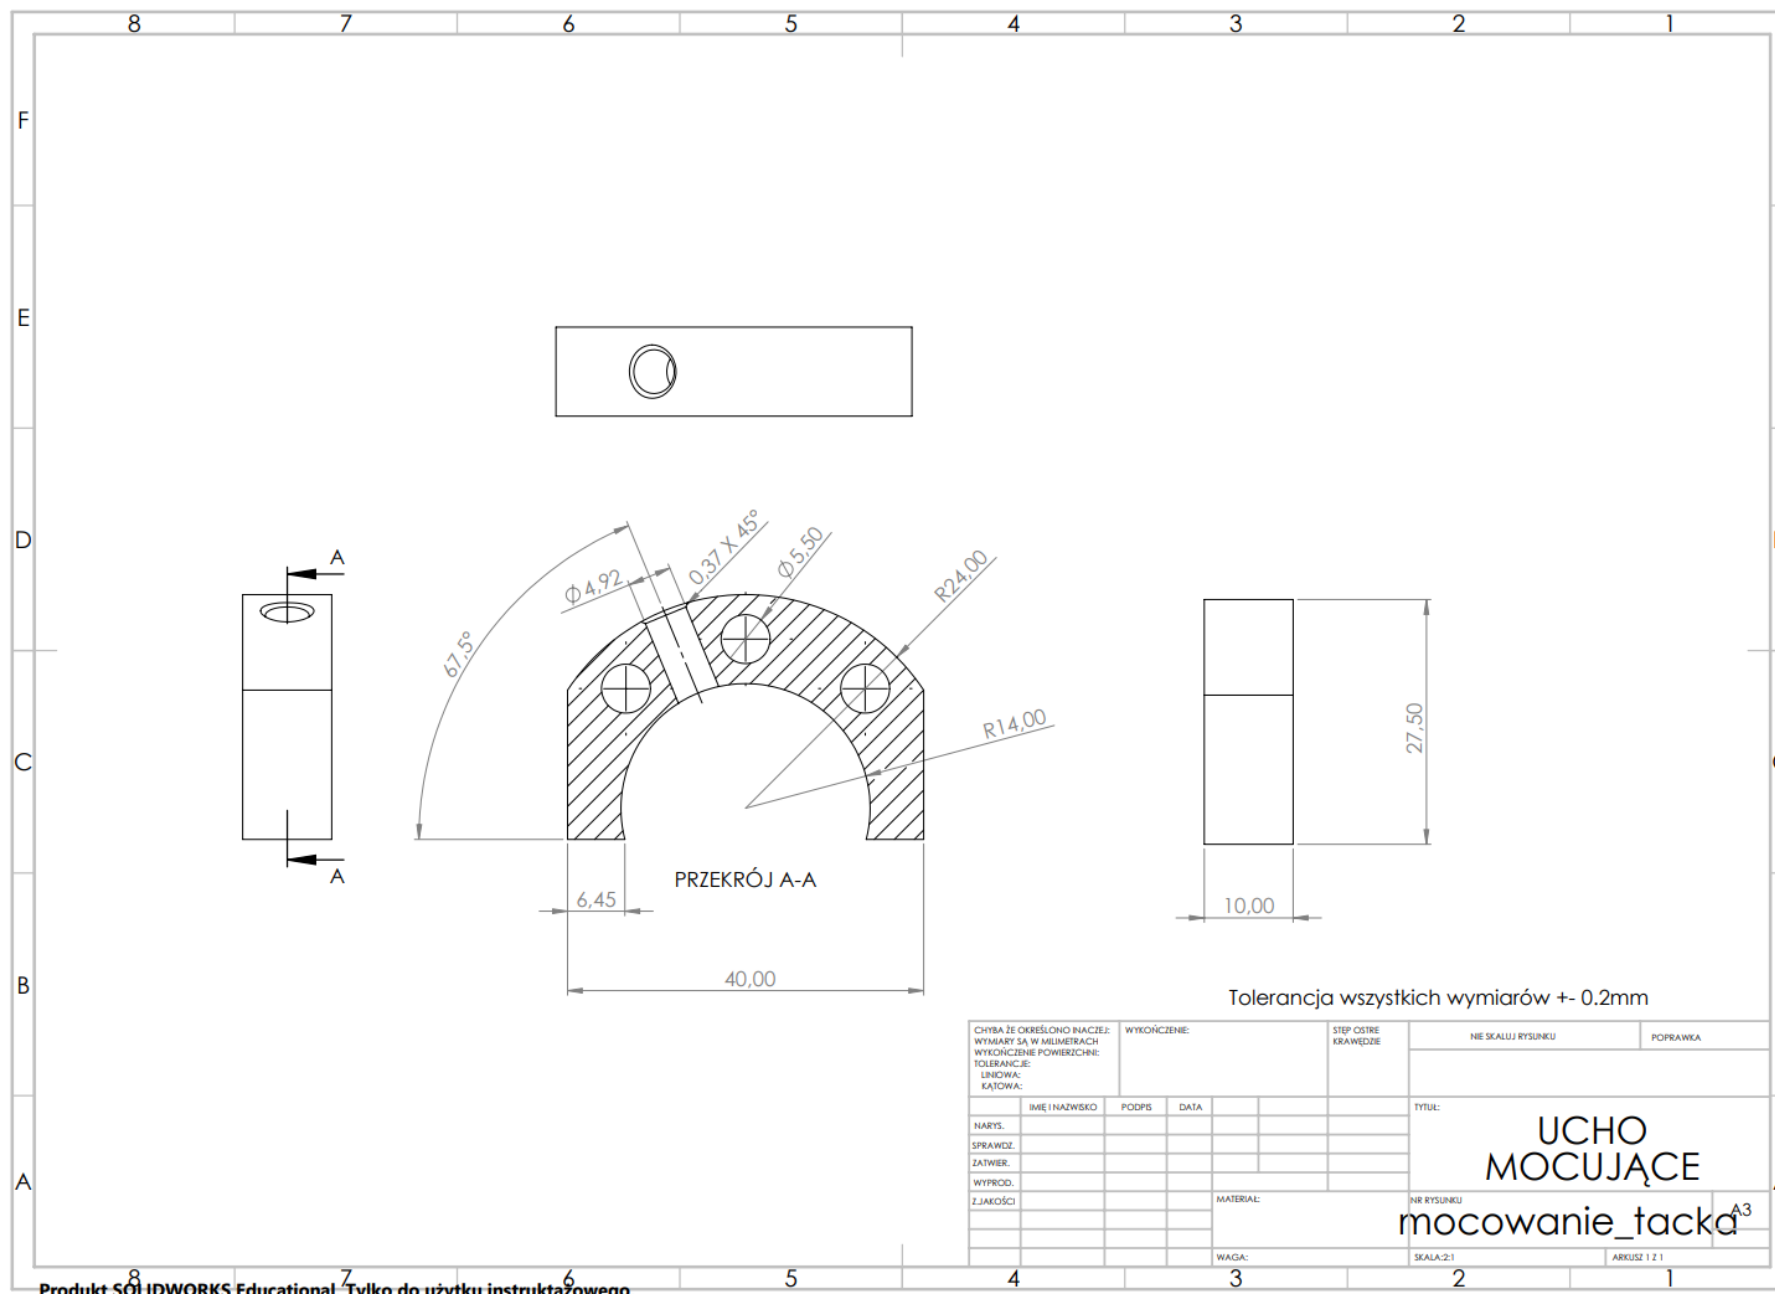 8 7 6 5 4 3 2 1
F
E
D
C
B
A
A
A
67,5°
Ø4,92
0,37 X 45°
Ø5,50
R24,00
R14,00
PRZEKRÓJ A-A
6,45
40,00
27,50
10,00
Tolerancja wszystkich wymiarów +- 0.2mm
CHYBA ŻE OKREŚLONO INACZEJ:
WYMIARY SĄ W MILIMETRACH
WYKOŃCZENIE POWIERZCHNI:
TOLERANCJE:
LINIOWA:
KĄTOWA:
WYKOŃCZENIE:
STĘP OSTRE
KRAWĘDZIE
NIE SKALUJ RYSUNKU
POPRAWKA
IMIĘ I NAZWISKO PODPIS DATA
NARYS.
SPRAWDZ.
ZATWIER.
WYPROD.
Z.JAKOŚCI
TYTUŁ:
UCHO
MOCUJĄCE
MATERIAŁ:
NR RYSUNKU
mocowanie_tacka
A3
WAGA:
SKALA:2:1
ARKUSZ 1 Z 1
8 7 6 5 4 3 2 1
Produkt SOLIDWORKS Educational. Tylko do użytku instruktażowego.